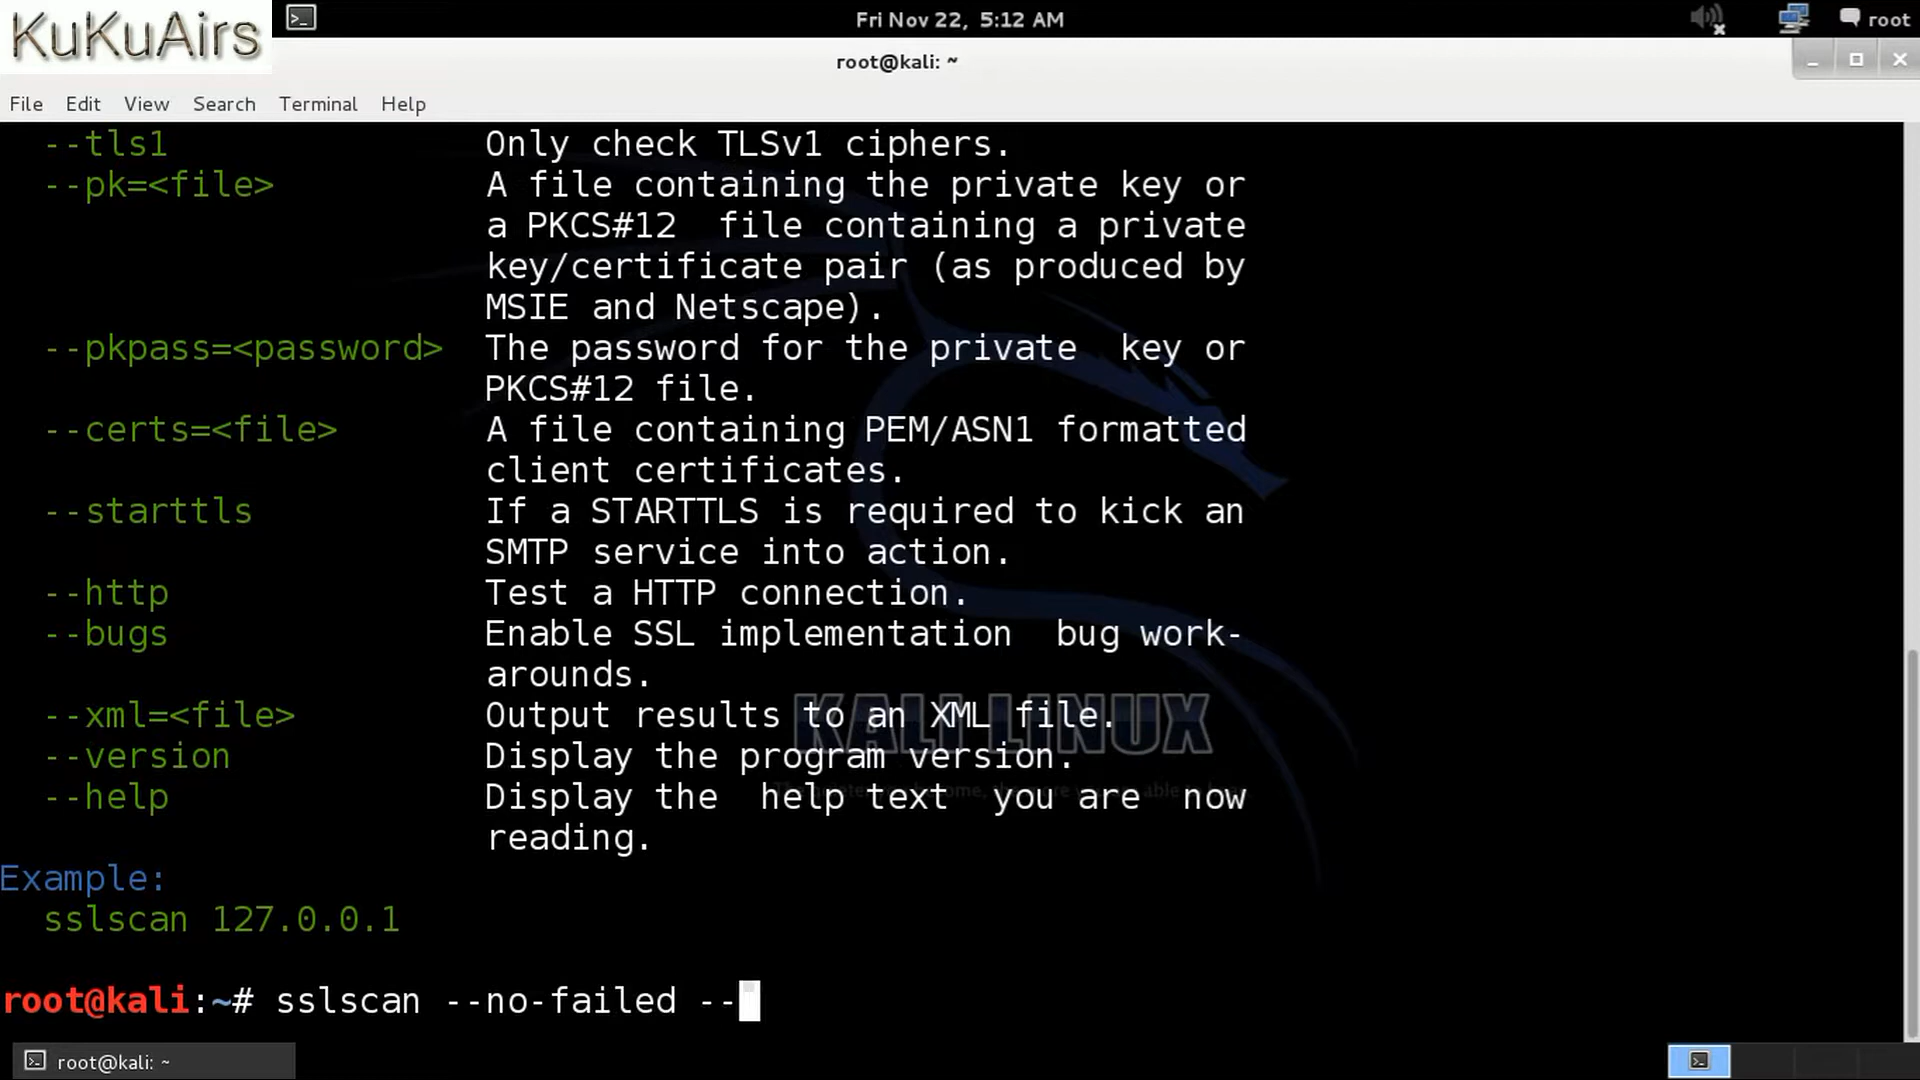 KuKuAirs
Fri Nov 22, 5:12 AM
root
root@kali: ~
File Edit View Search Terminal Help
--tls1 Only check TLSv1 ciphers.
--pk=<file> A file containing the private key or
a PKCS#12  file containing a private
key/certificate pair (as produced by
MSIE and Netscape).
--pkpass=<password> The password for the private  key or
PKCS#12 file.
--certs=<file> A file containing PEM/ASN1 formatted
client certificates.
--starttls If a STARTTLS is required to kick an
SMTP service into action.
--http Test a HTTP connection.
--bugs Enable SSL implementation  bug work-
arounds.
--xml=<file> Output results to an XML file.
KALI LINUX
--version Display the program version.
--help Display the  help text  you are  now
reading.
Example:
sslscan 127.0.0.1
root@kali:~# sslscan --no-failed --
root@kali: ~